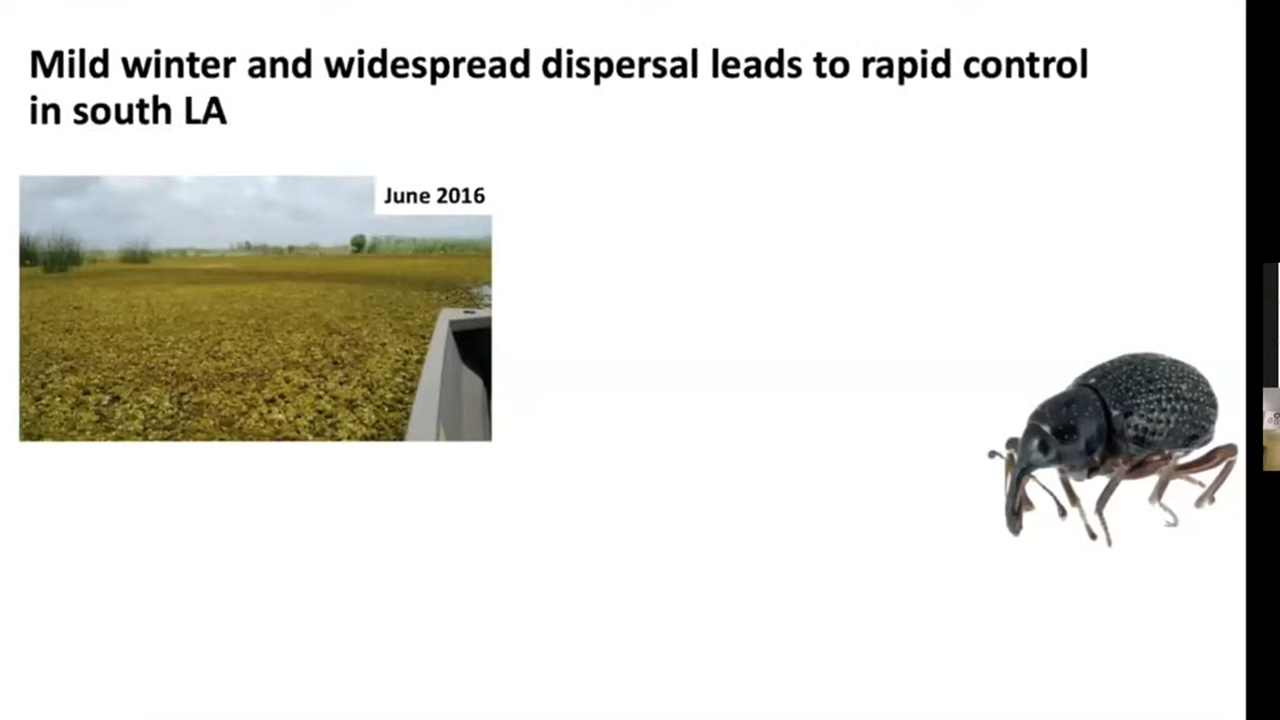 Mild winter and widespread dispersal leads to rapid control
in south LA
June 2016